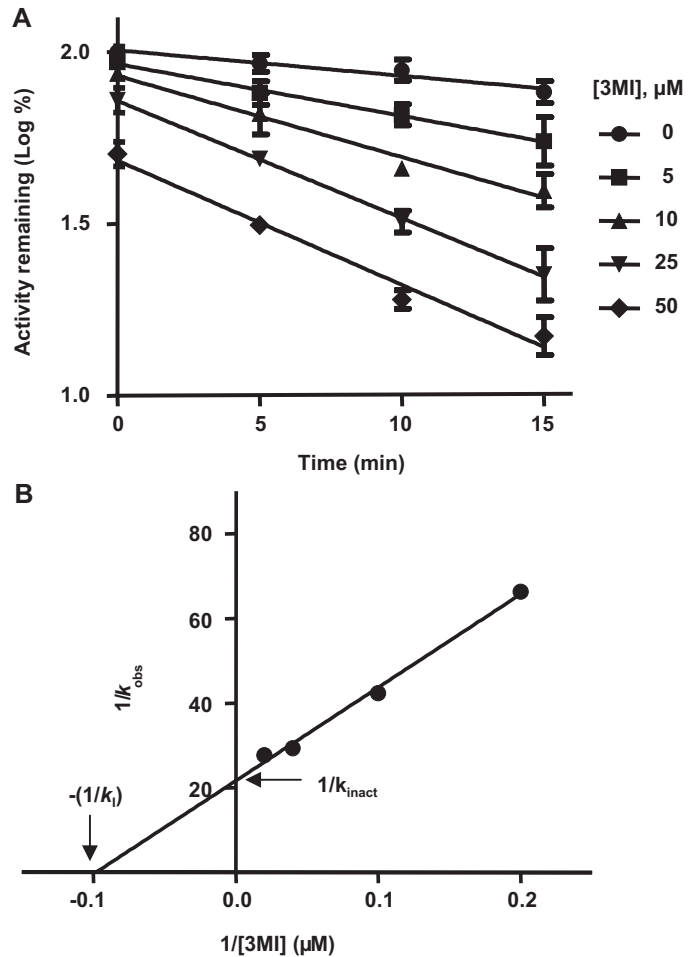 A
2.0
1.5
1.0
Activity remaining (Log %)
0 5 10 15
Time (min)
[3MI], µM
0
5
10
25
50
B
80
60
40
20
1/kobs
-(1/kI)
1/kinact
-0.1 0.0 0.1 0.2
1/[3MI] (µM)